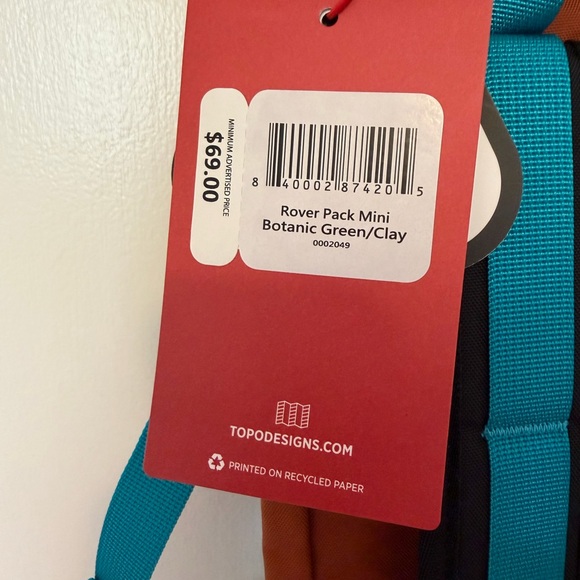 MINIMUM ADVERTISED PRICE
$69.00
8 40002 87420 5
Rover Pack Mini
Botanic Green/Clay
0002049
TOPODESIGNS.COM
PRINTED ON RECYCLED PAPER